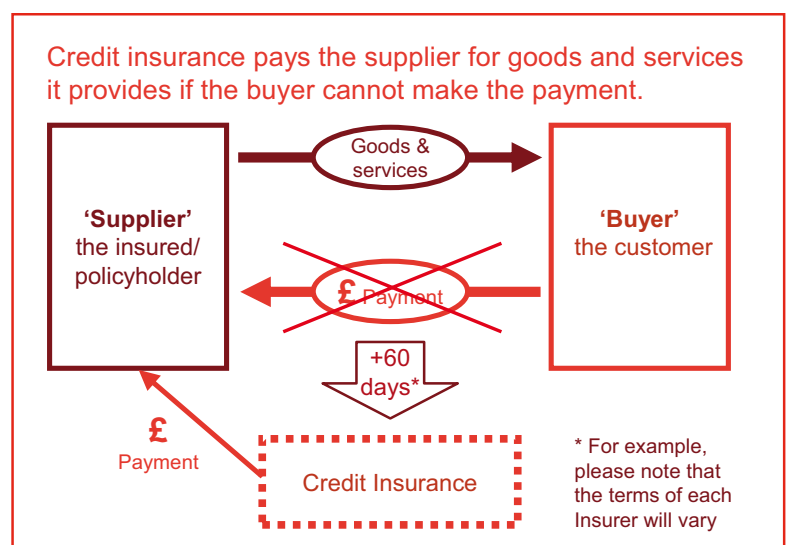 Credit insurance pays the supplier for goods and services
it provides if the buyer cannot make the payment.
Goods &
services
‘Supplier’
the insured/
policyholder
‘Buyer’
the customer
£ Payment
+60
days*
£
Payment
Credit Insurance
* For example,
please note that
the terms of each
Insurer will vary